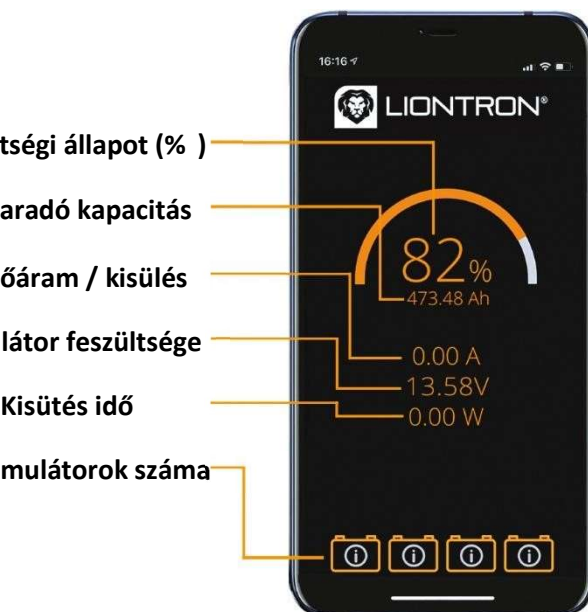 16:16
LIONTRON®
tségi állapot (% )
aradó kapacitás
őáram / kisülés
látor feszültsége
Kisütés idő
mulátorok száma
82%
473.48 Ah
0.00 A
13.58V
0.00 W